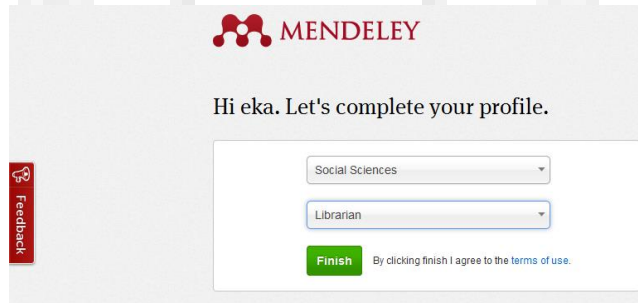 MENDELEY
Hi eka. Let's complete your profile.
Social Sciences
Feedback
Librarian
Finish By clicking finish I agree to the terms of use.